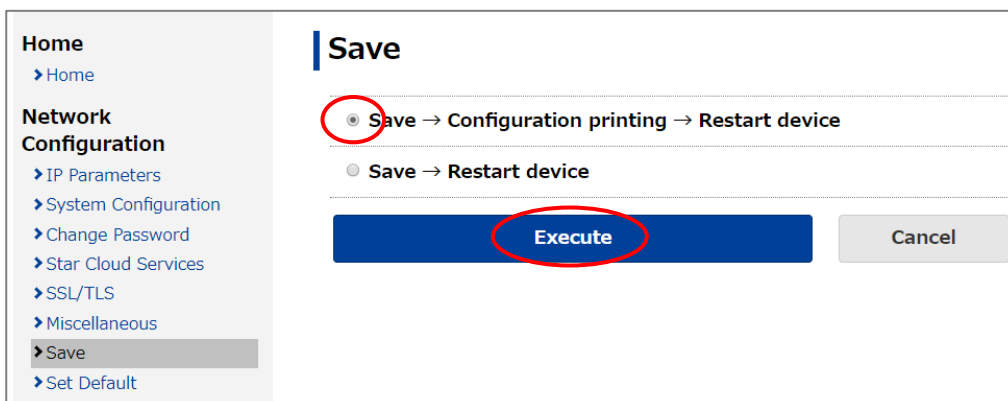 Home
Home
Network
Configuration
IP Parameters
System Configuration
Change Password
Star Cloud Services
SSL/TLS
Miscellaneous
Save
Set Default
Save
Save → Configuration printing → Restart device
Save → Restart device
Execute
Cancel